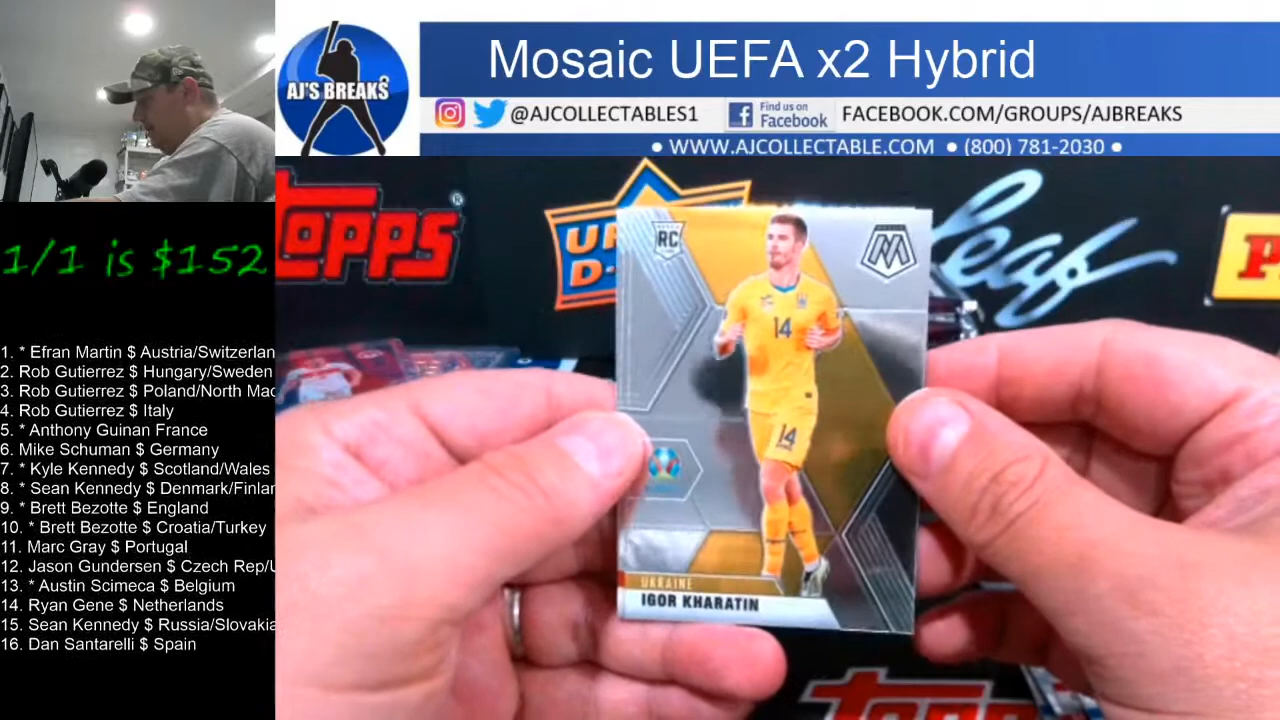 Mosaic UEFA x2 Hybrid
AJ'S BREAKS
@AJCOLLECTABLES1
Find us on
Facebook
FACEBOOK.COM/GROUPS/AJBREAKS
• WWW.AJCOLLECTABLE.COM • (800) 781-2030 •
1/1 is $152
1. * Efran Martin $ Austria/Switzerlan
2. Rob Gutierrez $ Hungary/Sweden
3. Rob Gutierrez $ Poland/North Mac
4. Rob Gutierrez $ Italy
5. * Anthony Guinan France
6. Mike Schuman $ Germany
7. * Kyle Kennedy $ Scotland/Wales
8. * Sean Kennedy $ Denmark/Finlan
9. * Brett Bezotte $ England
10. * Brett Bezotte $ Croatia/Turkey
11. Marc Gray $ Portugal
12. Jason Gundersen $ Czech Rep/U
13. * Austin Scimeca $ Belgium
14. Ryan Gene $ Netherlands
15. Sean Kennedy $ Russia/Slovakia
16. Dan Santarelli $ Spain
topps
UP
D-
leaf
P
RC
M
14
14
UKRAINE
IGOR KHARATIN
topps